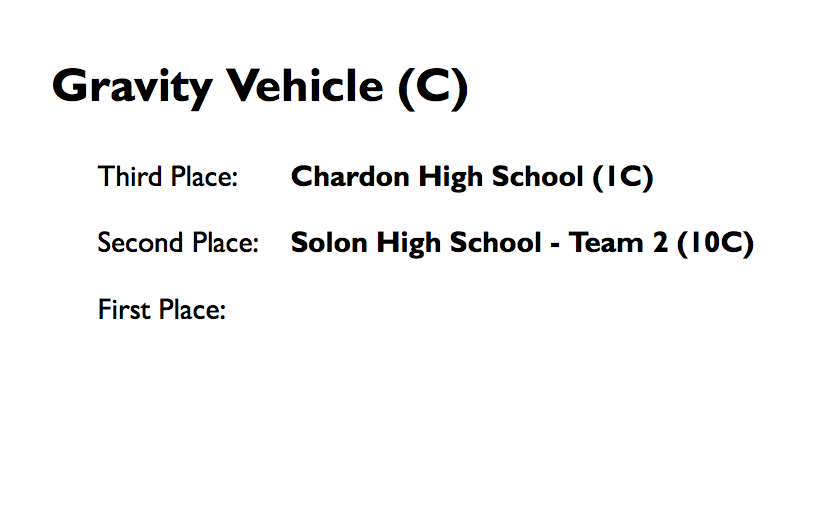 Gravity Vehicle (C)
Third Place: Chardon High School (1C)
Second Place: Solon High School - Team 2 (10C)
First Place: